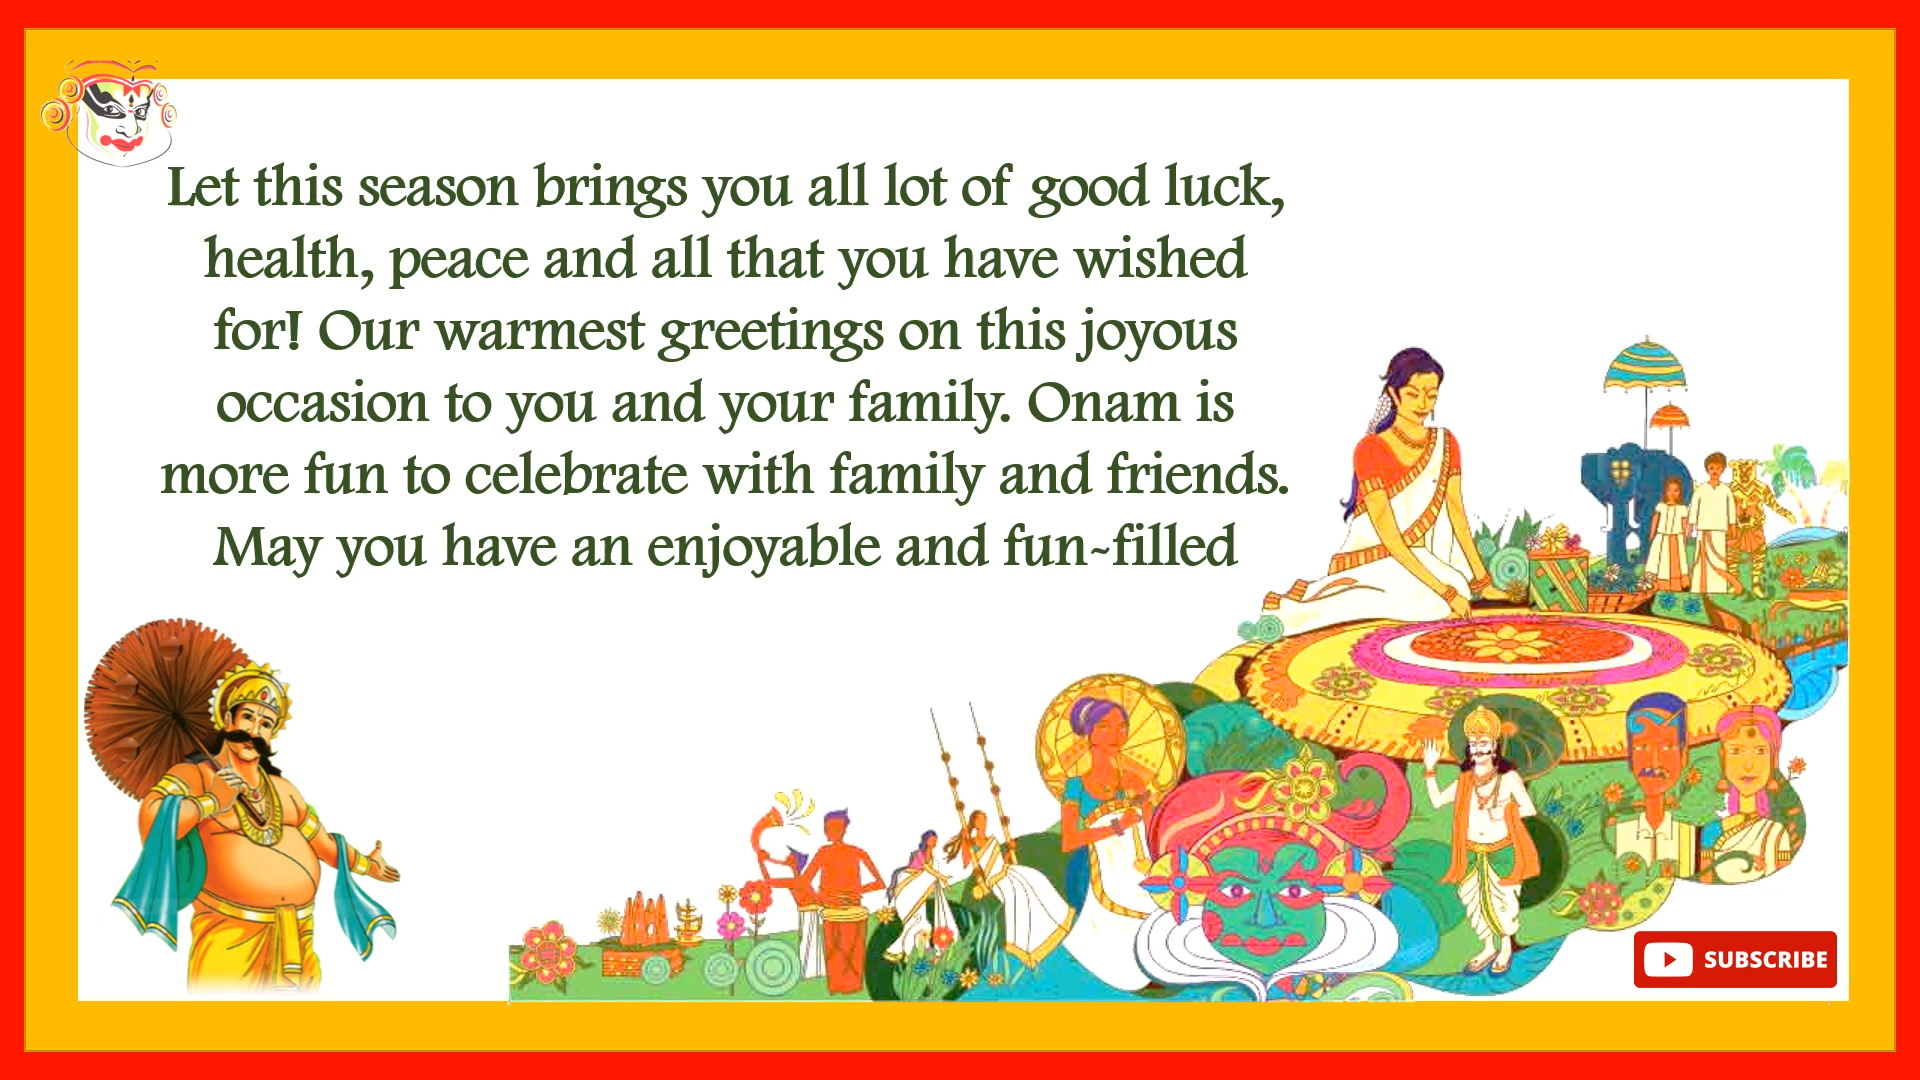 Let this season brings you all lot of good luck,
health, peace and all that you have wished
for! Our warmest greetings on this joyous
occasion to you and your family. Onam is
more fun to celebrate with family and friends.
May you have an enjoyable and fun-filled
SUBSCRIBE